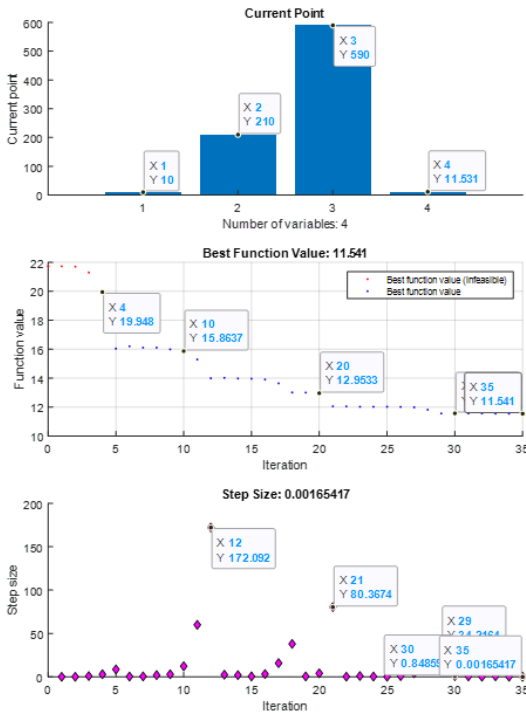 Current Point
600
500
400
300
200
100
0
Current point
X 1
Y 10
X 2
Y 210
X 3
Y 590
X 4
Y 11.531
1
2
3
4
Number of variables: 4
Best Function Value: 11.541
22
20
18
16
14
12
10
Function value
Best function value (infeasible)
Best function value
X 4
Y 19.948
X 10
Y 15.8637
X 20
Y 12.9533
X 35
Y 11.541
0
5
10
15
20
25
30
35
Iteration
Step Size: 0.00165417
200
150
100
50
0
Step size
X 12
Y 172.092
X 21
Y 80.3674
X 29
X 30
Y 0.8485
X 35
Y 0.00165417
0
5
10
15
20
25
30
35
Iteration